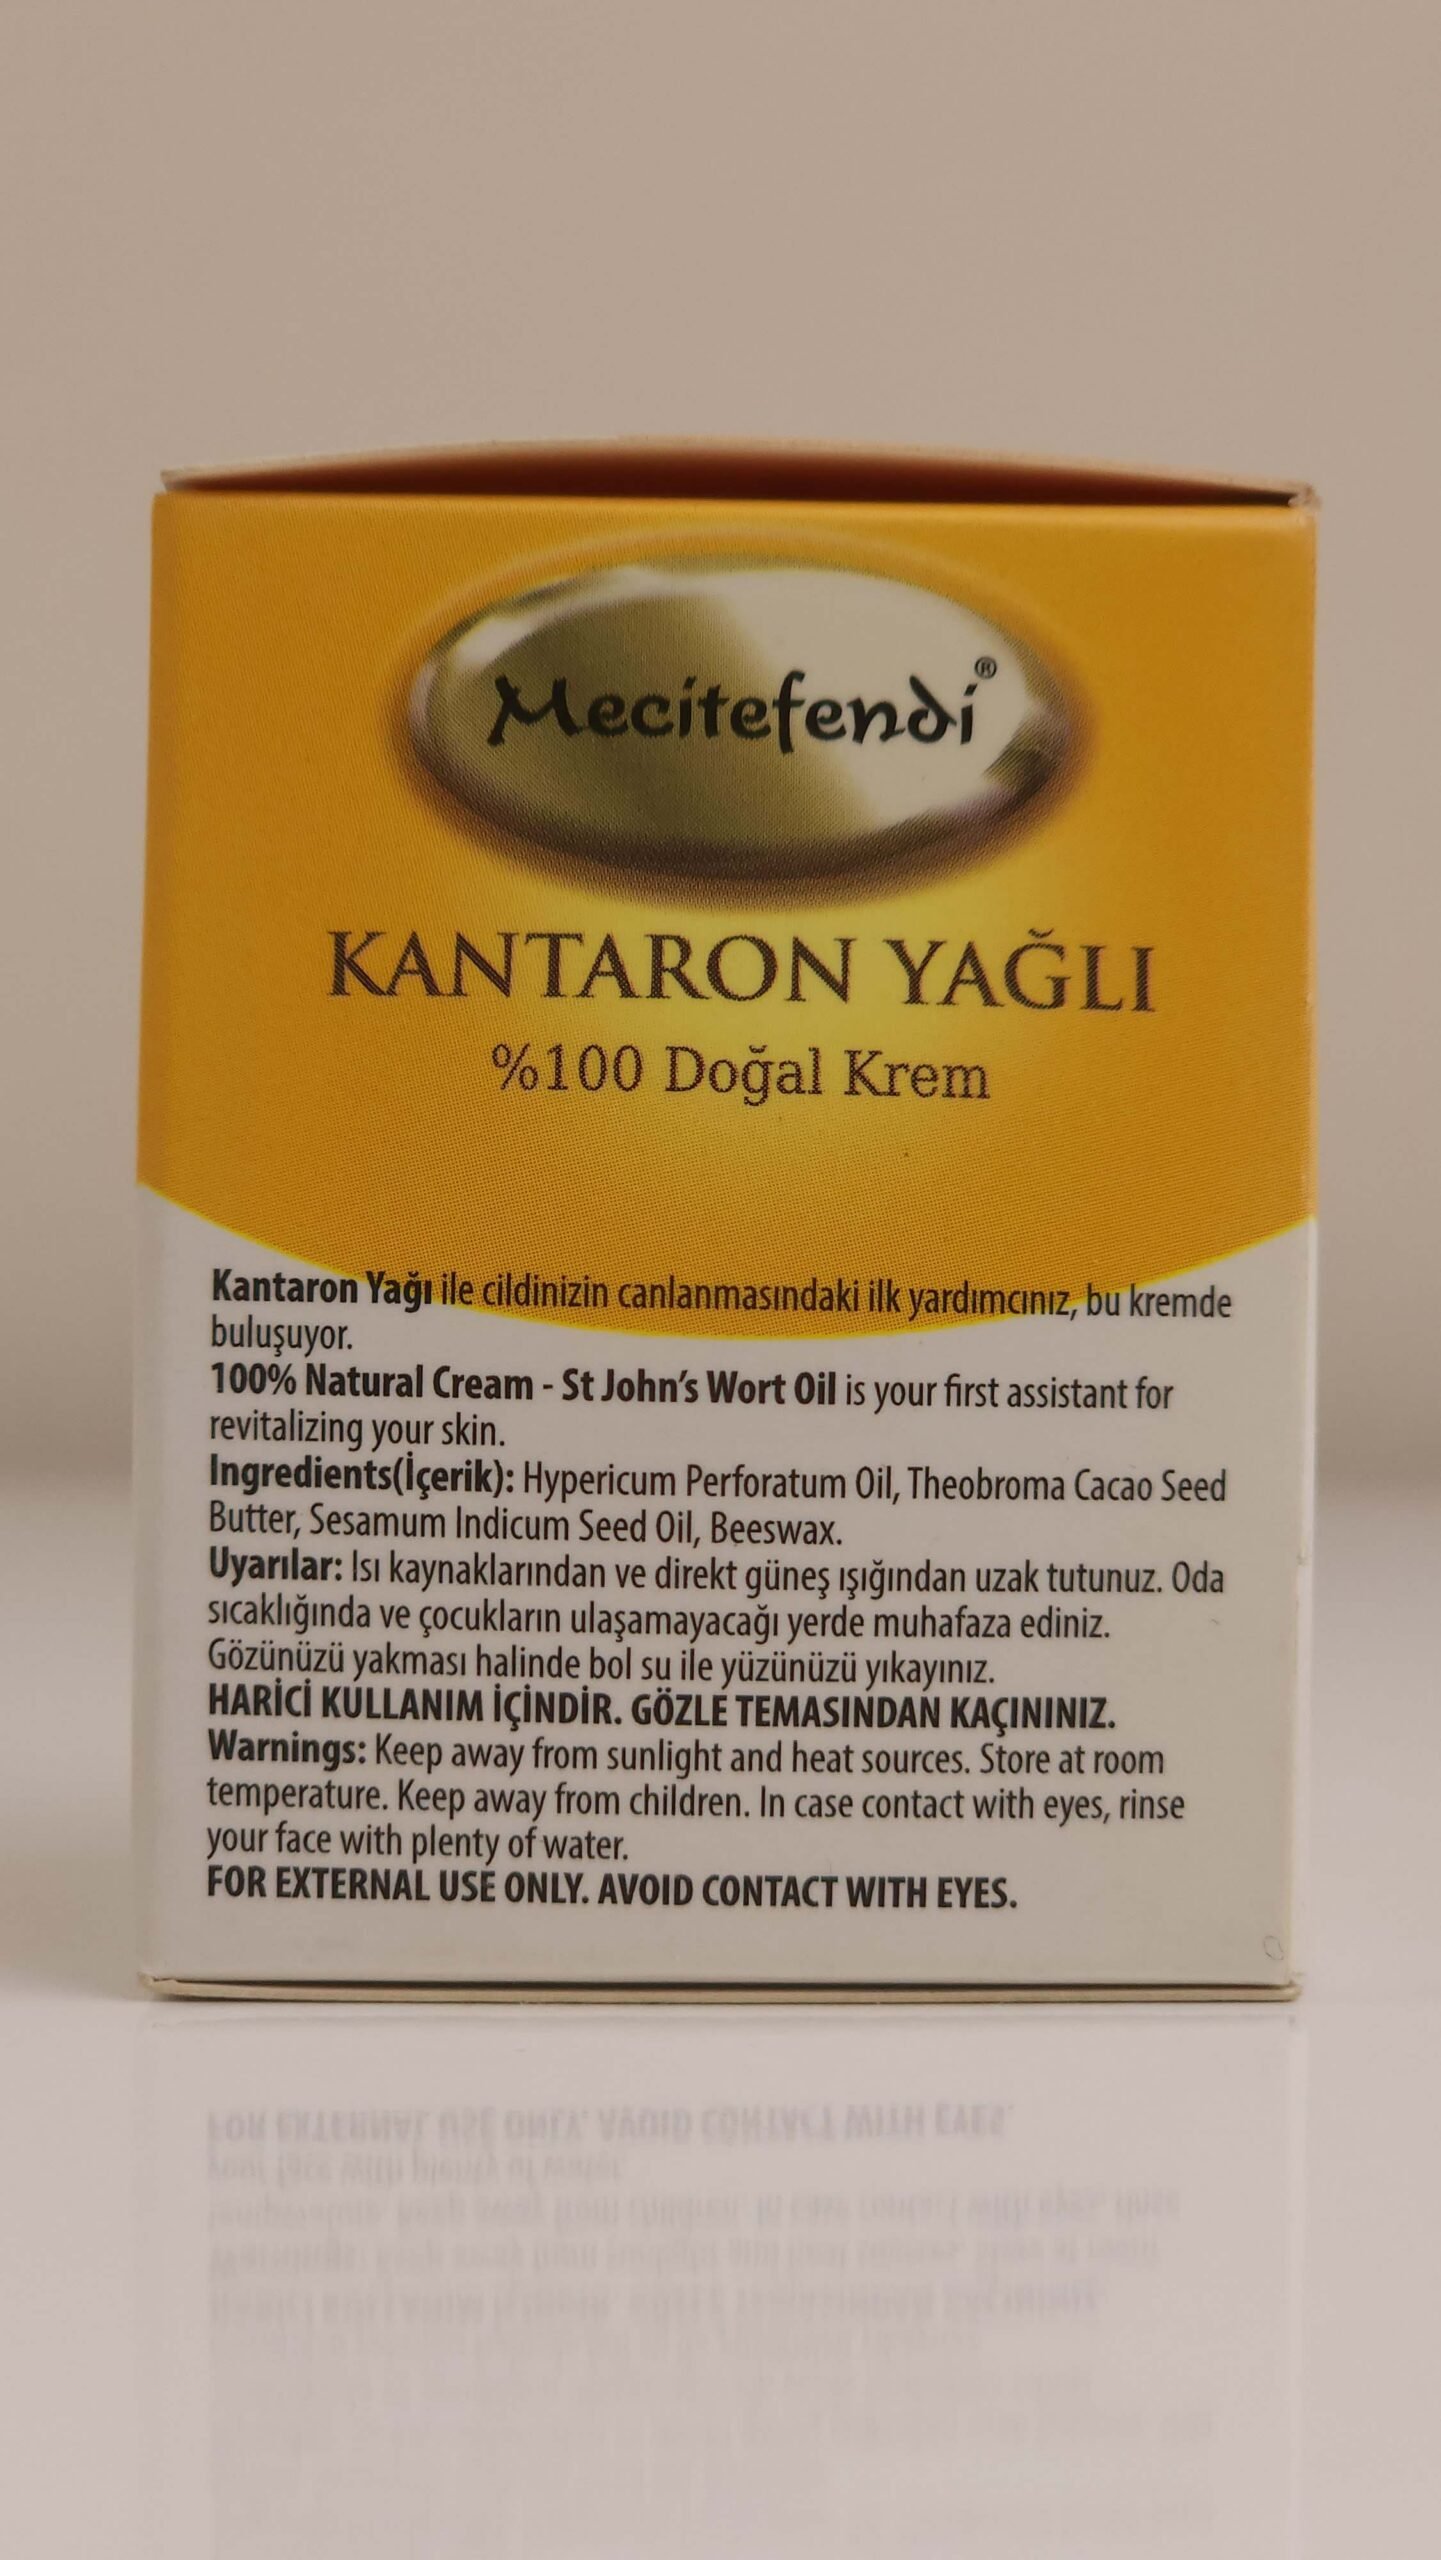 Mecitefendi®
KANTARON YAĞLI
%100 Doğal Krem
Kantaron Yağı ile cildinizin canlanmasındaki ilk yardımcınız, bu kremde
buluşuyor.
100% Natural Cream - St John's Wort Oil is your first assistant for
revitalizing your skin.
Ingredients(İçerik): Hypericum Perforatum Oil, Theobroma Cacao Seed
Butter, Sesamum Indicum Seed Oil, Beeswax.
Uyarılar: Isı kaynaklarından ve direkt güneş ışığından uzak tutunuz. Oda
sıcaklığında ve çocukların ulaşamayacağı yerde muhafaza ediniz.
Gözünüzü yakması halinde bol su ile yüzünüzü yıkayınız.
HARİCİ KULLANIM İÇİNDİR. GÖZLE TEMASINDAN KAÇININIZ.
Warnings: Keep away from sunlight and heat sources. Store at room
temperature. Keep away from children. In case contact with eyes, rinse
your face with plenty of water.
FOR EXTERNAL USE ONLY. AVOID CONTACT WITH EYES.